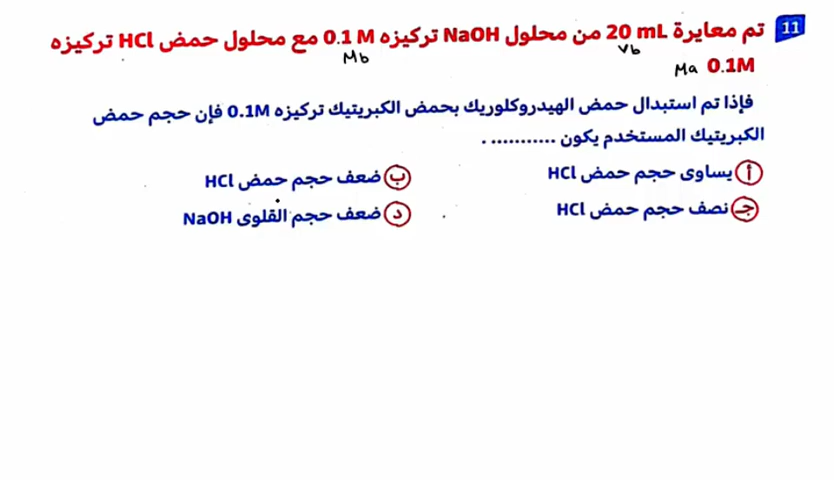 11 تم معايرة 20 mL من محلول NaOH تركيزه 0.1 M مع محلول حمض HCl تركيزه
Vb Mb
0.1M Ma
فإذا تم استبدال حمض الهيدروكلوريك بحمض الكبريتيك تركيزه 0.1M فإن حجم حمض
الكبريتيك المستخدم يكون ........... .
أ يساوى حجم حمض HCl ب ضعف حجم حمض HCl
جـ نصف حجم حمض HCl د ضعف حجم القلوى NaOH